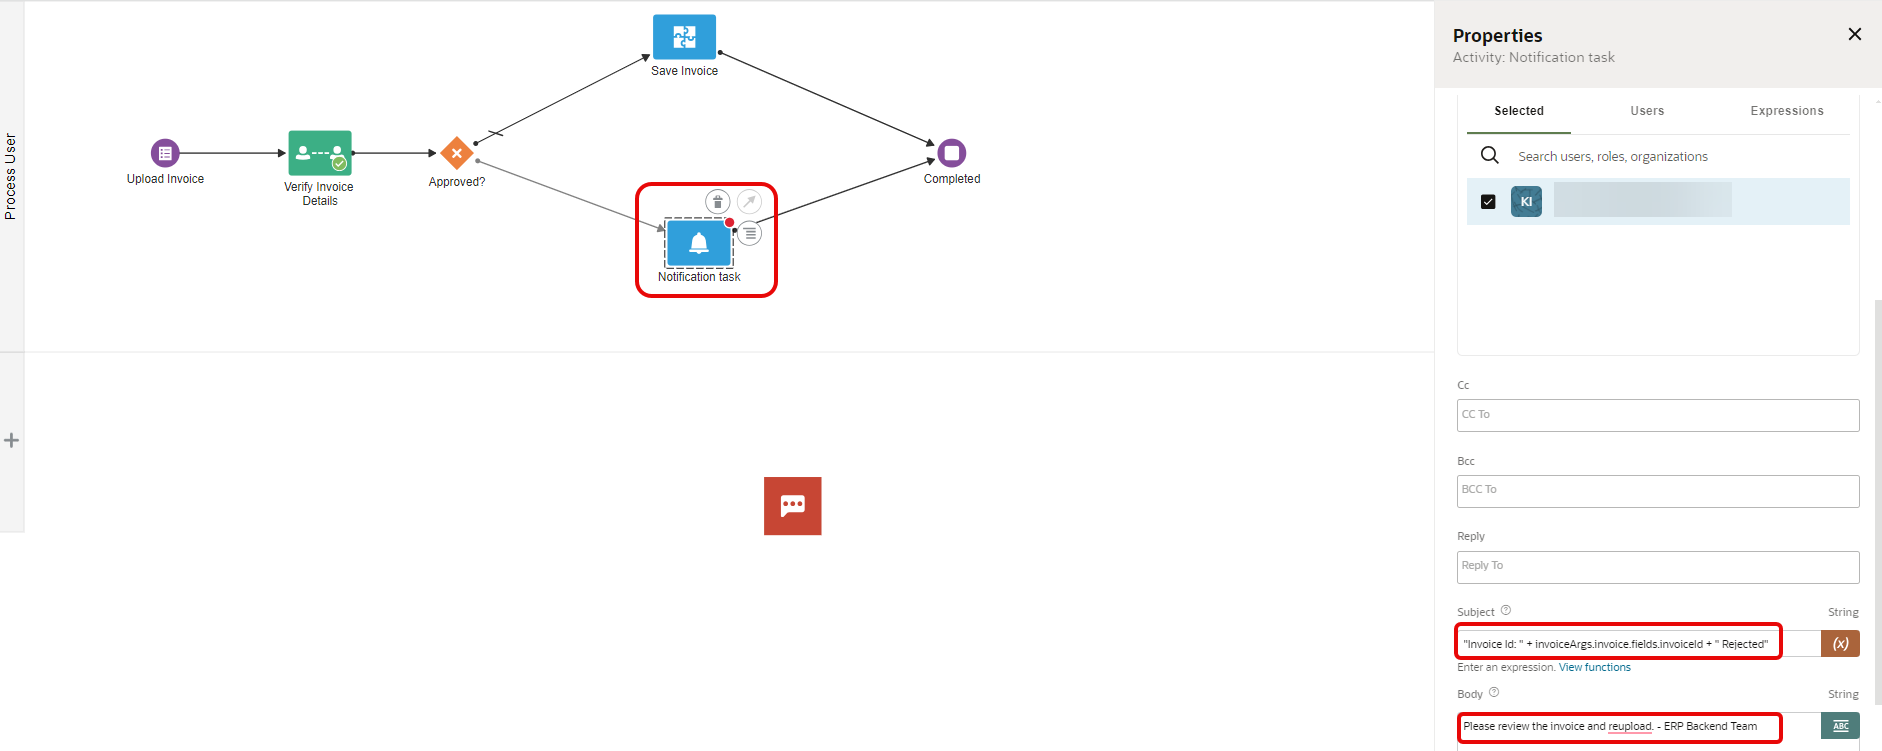 Process User
Upload Invoice
Verify Invoice
Details
Approved?
Save Invoice
Notification task
Completed
Properties
Activity: Notification task
Selected Users Expressions
Search users, roles, organizations
KI
Cc
CC To
Bcc
BCC To
Reply
Reply To
Subject ? String
"Invoice Id: " + invoiceArgs.invoice.fields.invoiceId + " Rejected" (x)
Enter an expression. View functions
Body ? String
Please review the invoice and reupload. - ERP Backend Team ABC